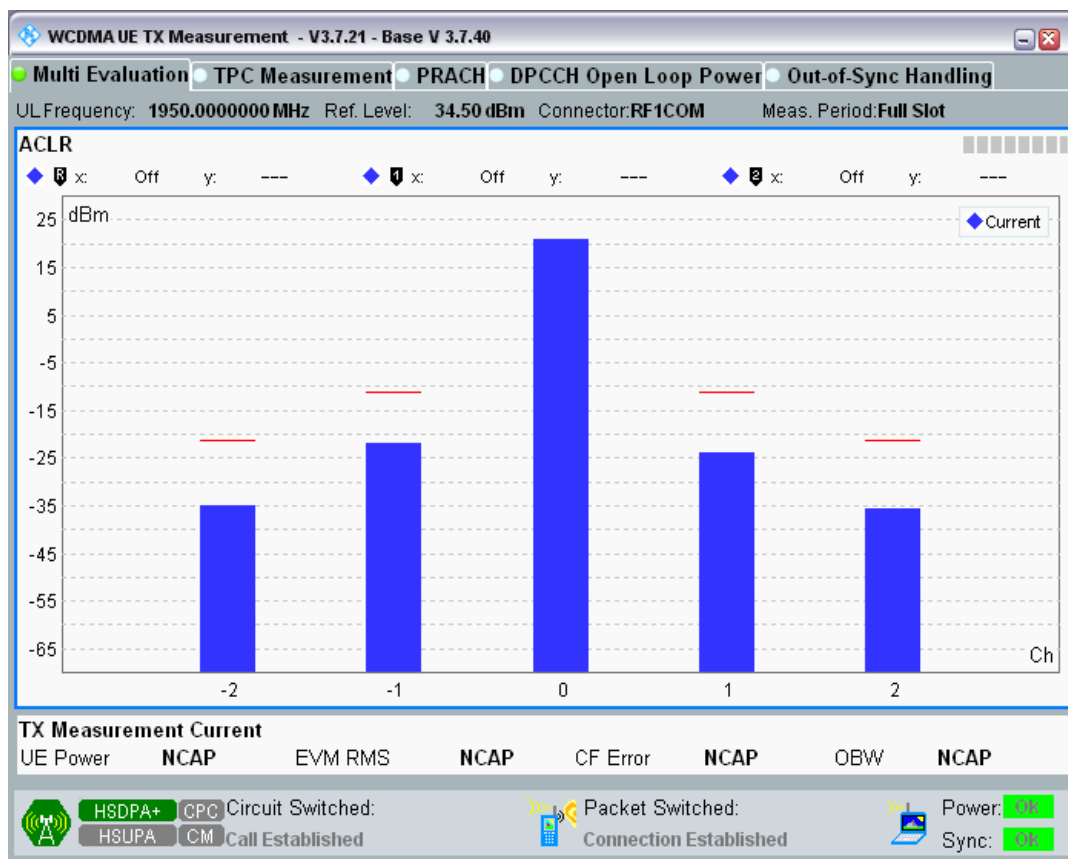 WCDMA UE TX Measurement - V3.7.21 - Base V 3.7.40
Multi Evaluation TPC Measurement PRACH DPCCH Open Loop Power Out-of-Sync Handling
UL Frequency: 1950.0000000 MHz Ref. Level: 34.50 dBm Connector:RF1COM Meas. Period:Full Slot
ACLR
R x: Off y: --- 1 x: Off y: --- 2 x: Off y: ---
dBm
Current
25
15
5
-5
-15
-25
-35
-45
-55
-65
Ch
-2 -1 0 1 2
TX Measurement Current
UE Power NCAP EVM RMS NCAP CF Error NCAP OBW NCAP
HSDPA+ CPC Circuit Switched: Packet Switched: Power: Ok
HSUPA CM Call Established Connection Established Sync: Ok